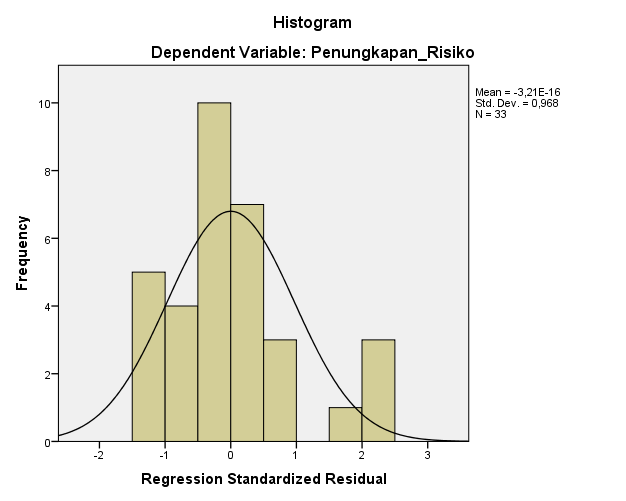 Histogram
Dependent Variable: Penungkapan_Risiko
Mean = -3,21E-16
Std. Dev. = 0,968
N = 33
Frequency
10
8
6
4
2
0
-2 -1 0 1 2 3
Regression Standardized Residual